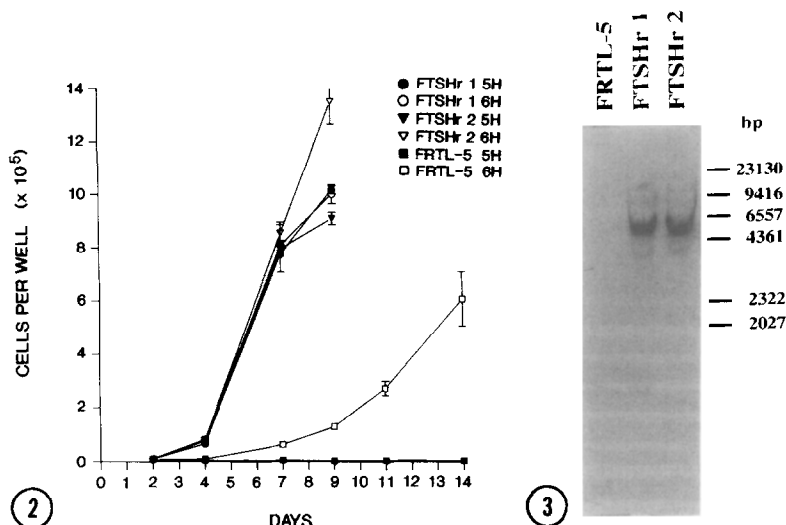 CELLS PER WELL (x 10⁵)
14
12
10
8
6
4
2
0
0 1 2 3 4 5 6 7 8 9 10 11 12 13 14
DAYS
FTSHr 1 5H
FTSHr 1 6H
FTSHr 2 5H
FTSHr 2 6H
FRTL-5 5H
FRTL-5 6H
2
FRTL-5
FTSHr 1
FTSHr 2
bp
23130
9416
6557
4361
2322
2027
3